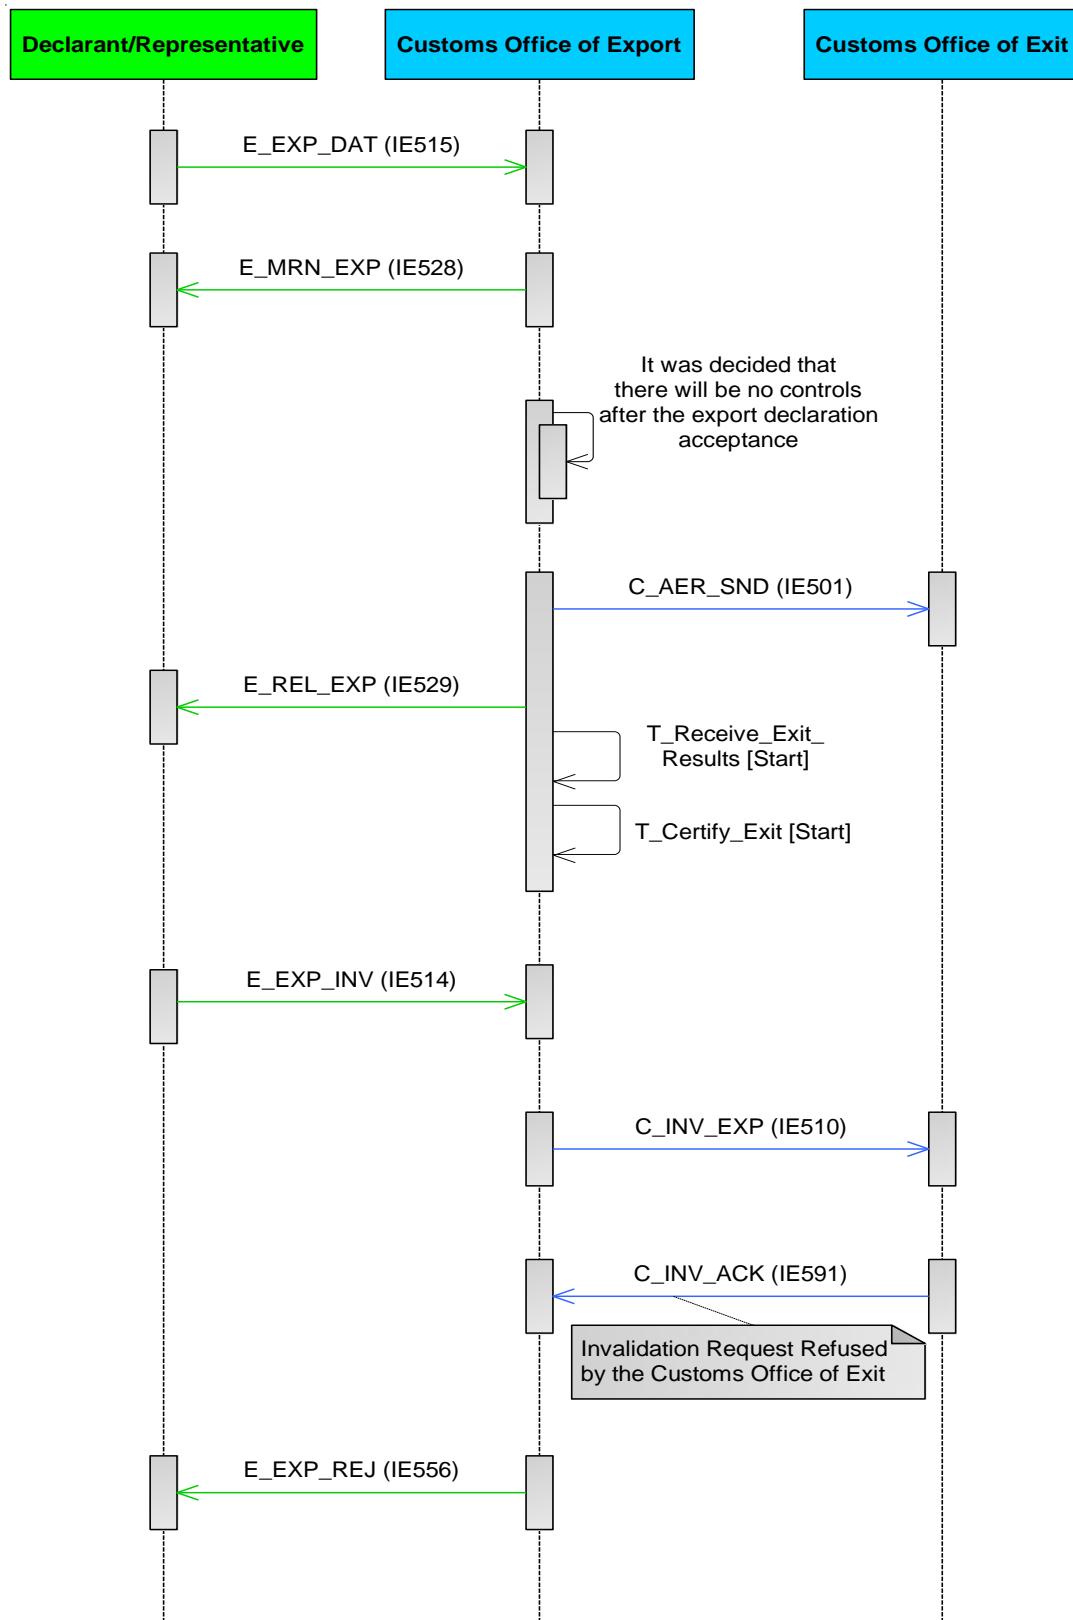 Declarant/Representative
Customs Office of Export
Customs Office of Exit
E_EXP_DAT (IE515)
E_MRN_EXP (IE528)
It was decided that
there will be no controls
after the export declaration
acceptance
C_AER_SND (IE501)
E_REL_EXP (IE529)
T_Receive_Exit_
Results [Start]
T_Certify_Exit [Start]
E_EXP_INV (IE514)
C_INV_EXP (IE510)
C_INV_ACK (IE591)
Invalidation Request Refused
by the Customs Office of Exit
E_EXP_REJ (IE556)